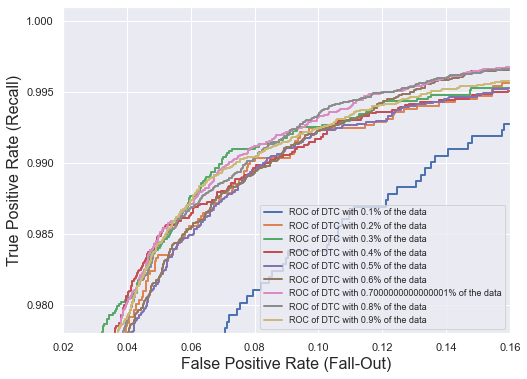 1.000
0.995
0.990
0.985
0.980
True Positive Rate (Recall)
ROC of DTC with 0.1% of the data
ROC of DTC with 0.2% of the data
ROC of DTC with 0.3% of the data
ROC of DTC with 0.4% of the data
ROC of DTC with 0.5% of the data
ROC of DTC with 0.6% of the data
ROC of DTC with 0.7000000000000001% of the data
ROC of DTC with 0.8% of the data
ROC of DTC with 0.9% of the data
0.02 0.04 0.06 0.08 0.10 0.12 0.14 0.16
False Positive Rate (Fall-Out)